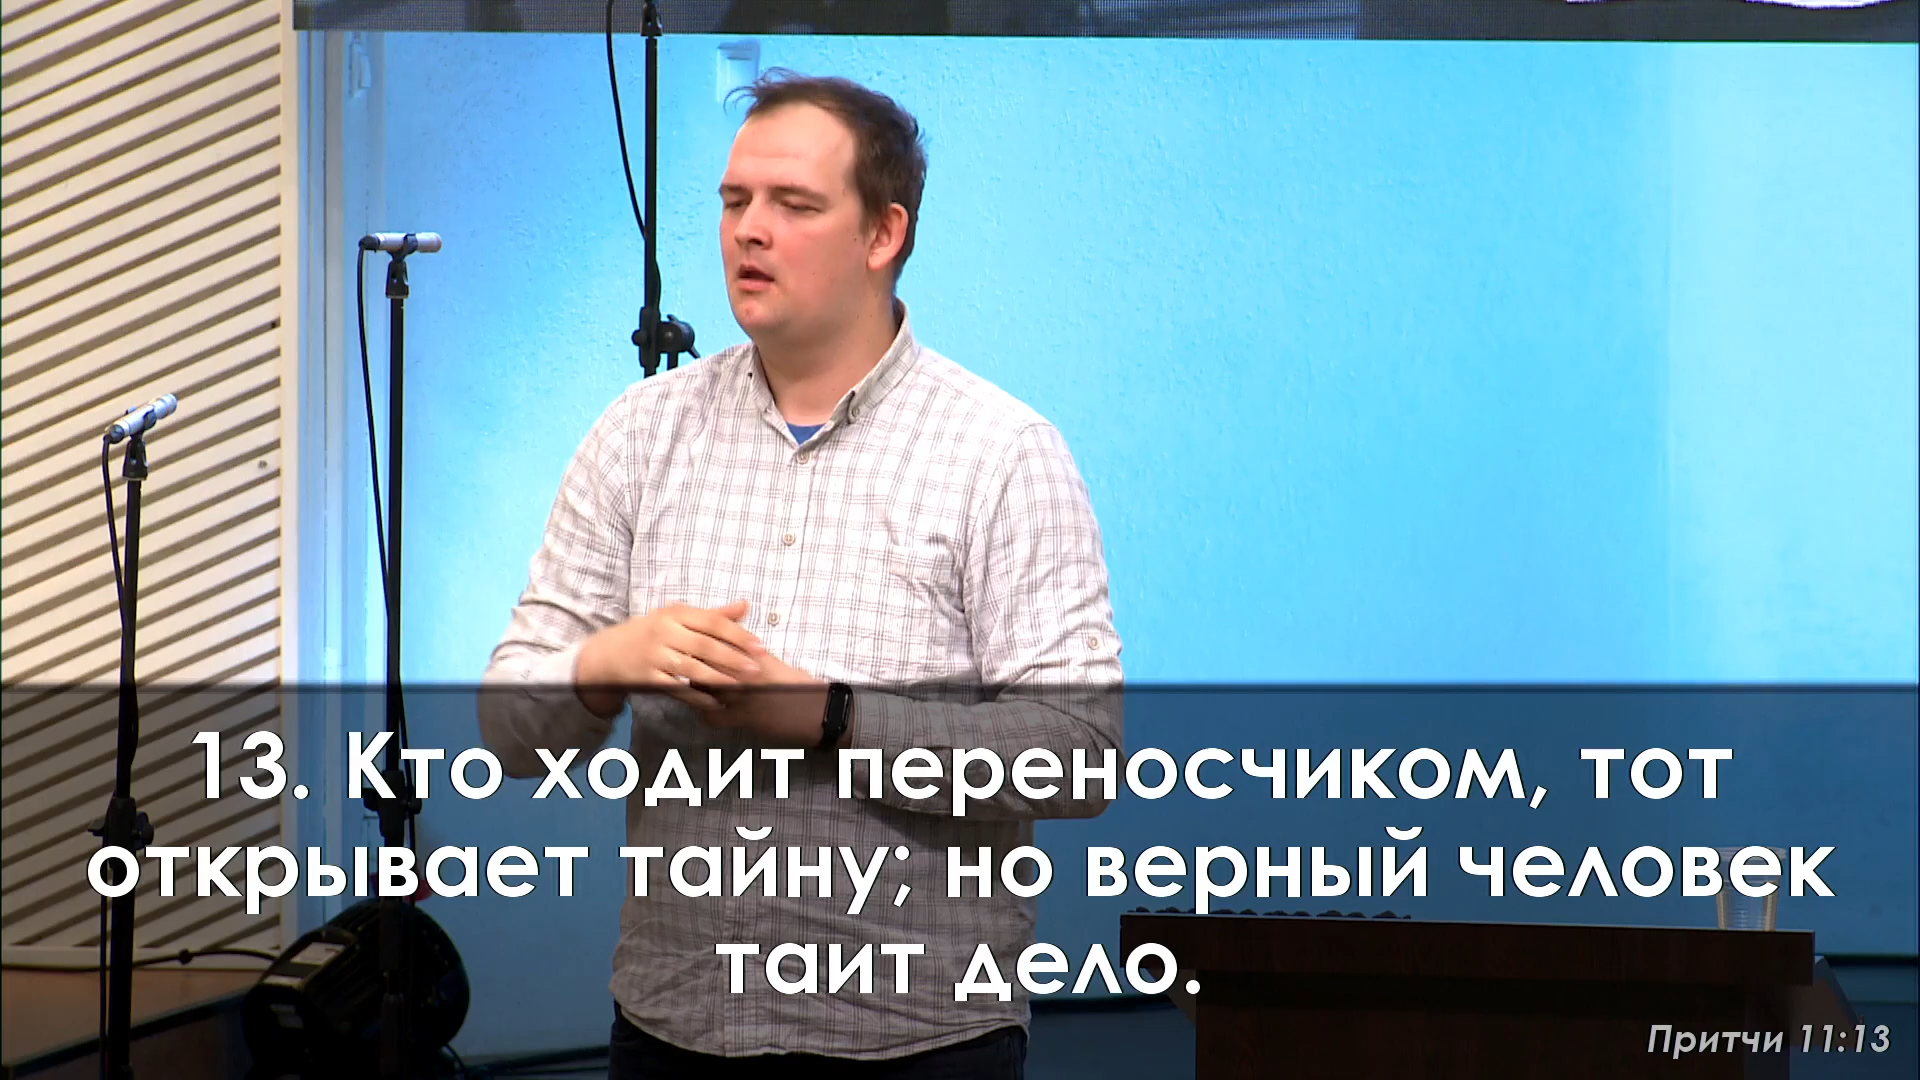 13. Кто ходит переносчиком, тот
открывает тайну; но верный человек
таит дело.
Притчи 11:13